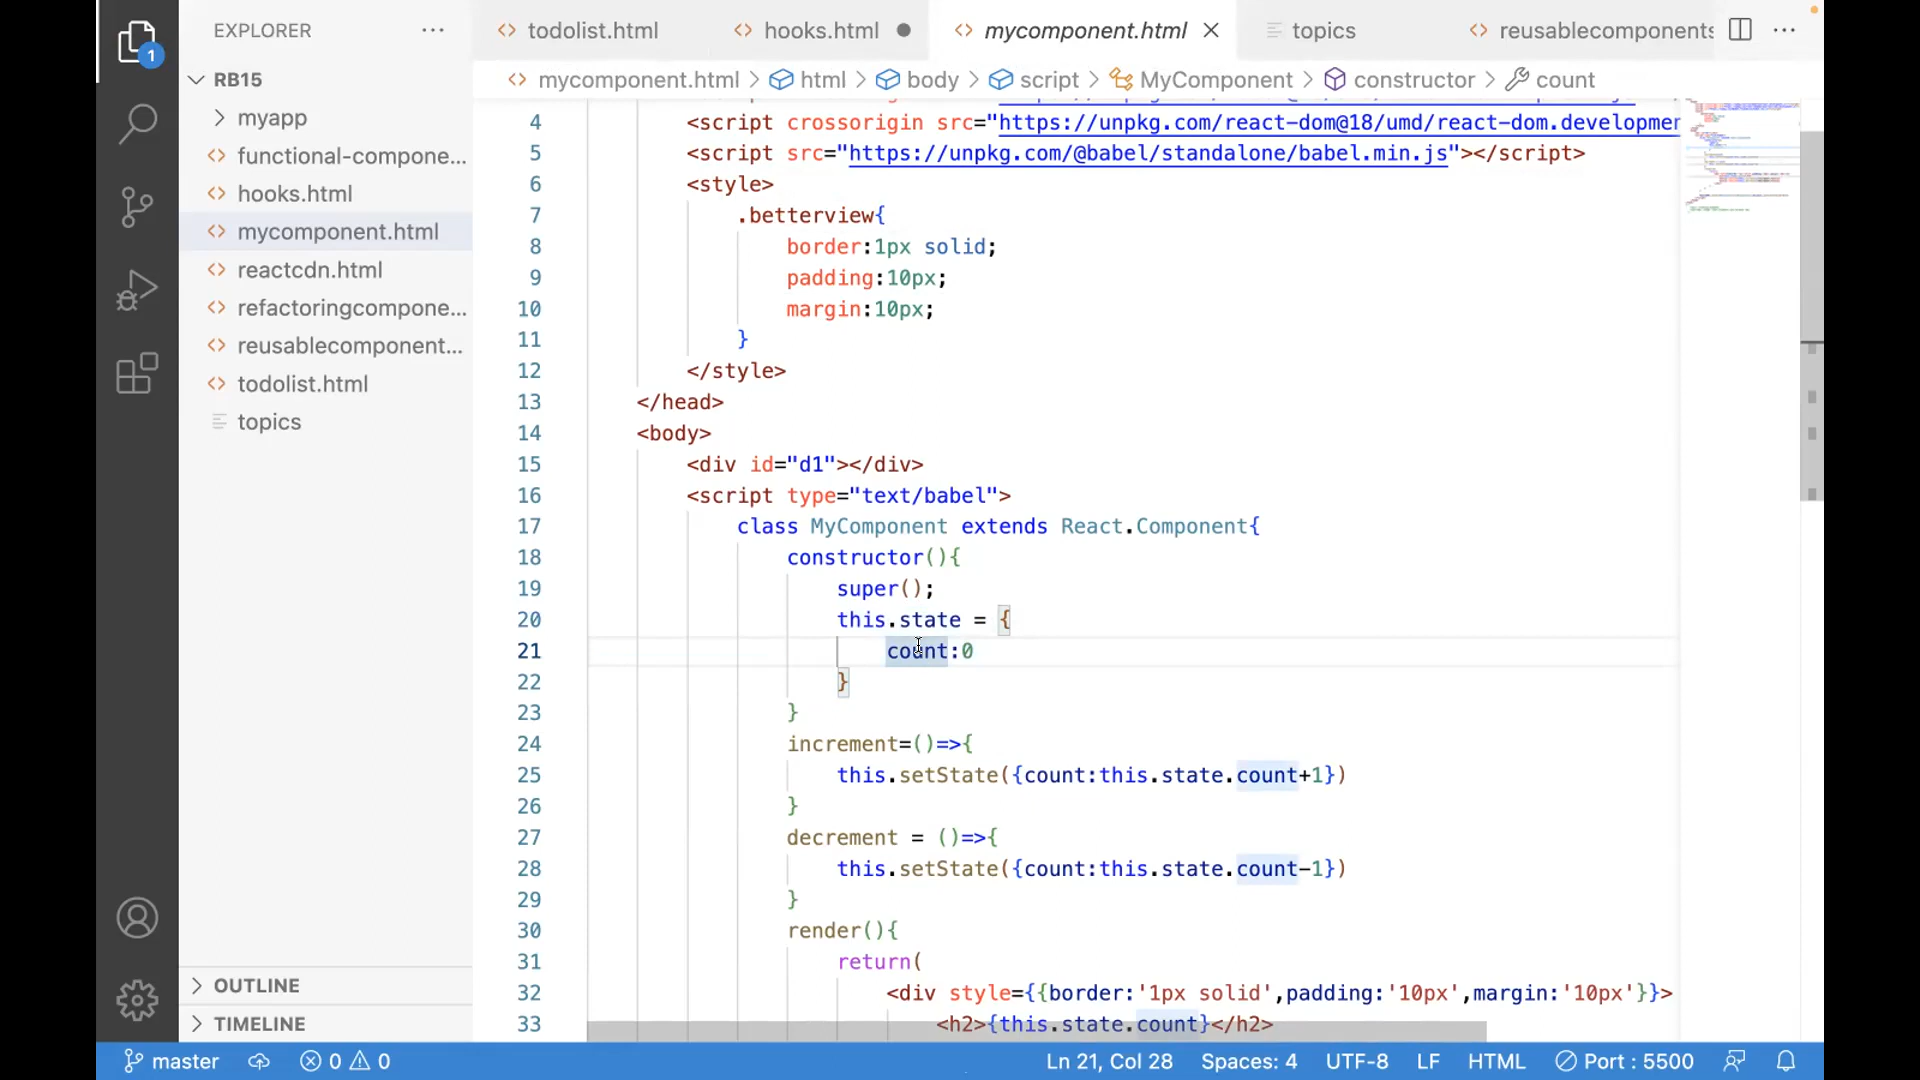 EXPLORER
todolist.html
hooks.html
mycomponent.html
topics
reusablecomponents
RB15
mycomponent.html > html > body > script > MyComponent > constructor > count
1
myapp
functional-compone...
hooks.html
mycomponent.html
reactcdn.html
refactoringcompone...
reusablecomponent...
todolist.html
topics
OUTLINE
TIMELINE
4 <script crossorigin src="https://unpkg.com/react-dom@18/umd/react-dom.developmen
5 <script src="https://unpkg.com/@babel/standalone/babel.min.js"></script>
6 <style>
7 .betterview{
8 border:1px solid;
9 padding:10px;
10 margin:10px;
11 }
12 </style>
13 </head>
14 <body>
15 <div id="d1"></div>
16 <script type="text/babel">
17 class MyComponent extends React.Component{
18 constructor(){
19 super();
20 this.state = {
21 count:0
22 }
23 }
24 increment=()=>{
25 this.setState({count:this.state.count+1})
26 }
27 decrement = ()=>{
28 this.setState({count:this.state.count-1})
29 }
30 render(){
31 return(
32 <div style={{border:'1px solid',padding:'10px',margin:'10px'}}>
33 <h2>{this.state.count}</h2>
master
0
0
Ln 21, Col 28
Spaces: 4
UTF-8
LF
HTML
Port : 5500